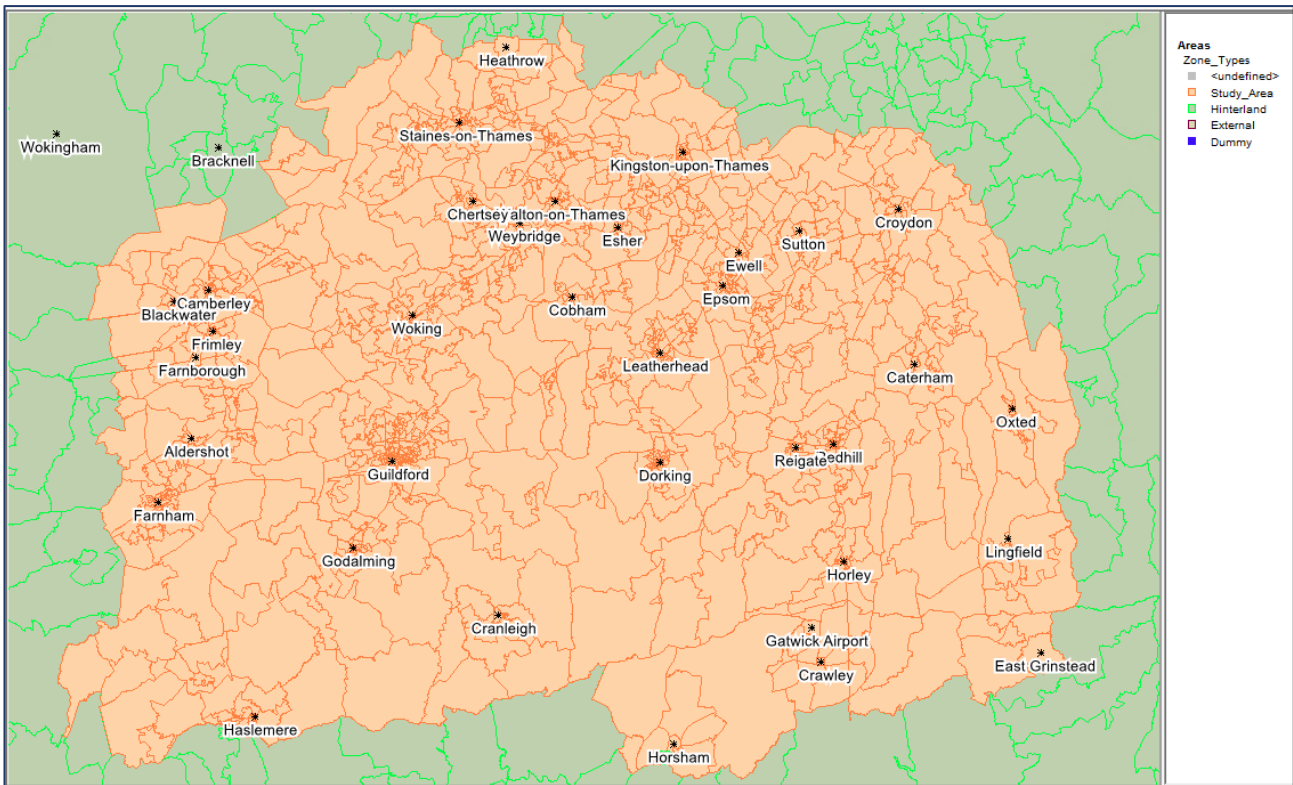 Heathrow
Staines-on-Thames
Wokingham
Bracknell
Kingston-upon-Thames
Chertsey
Walton-on-Thames
Weybridge
Esher
Croydon
Sutton
Ewell
Epsom
Camberley
Blackwater
Cobham
Woking
Frimley
Farnborough
Leatherhead
Caterham
Oxted
Aldershot
Guildford
Dorking
Reigate
Redhill
Farnham
Godalming
Lingfield
Horley
Cranleigh
Gatwick Airport
Crawley
East Grinstead
Haslemere
Horsham
Areas
Zone_Types
<undefined>
Study_Area
Hinterland
External
Dummy